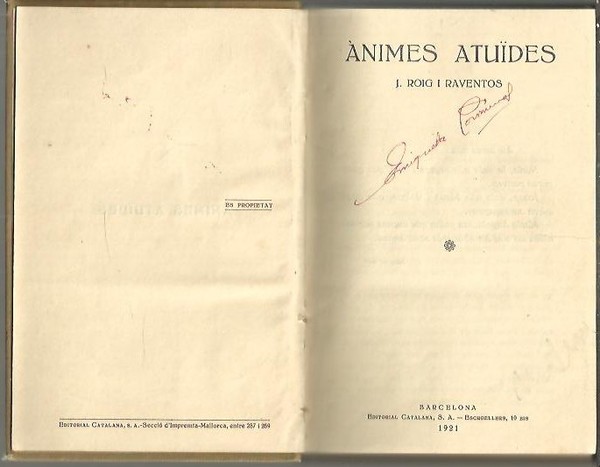 ES PROPIETAT
EDITORIAL CATALANA, S. A.-Secció d'Impremta-Mallorca, entre 257 i 259
ÀNIMES ATUÏDES
J. ROIG I RAVENTOS
Enriqueta
BARCELONA
EDITORIAL CATALANA, S. A. — ESCUDELLERS, 10 BIS
1921